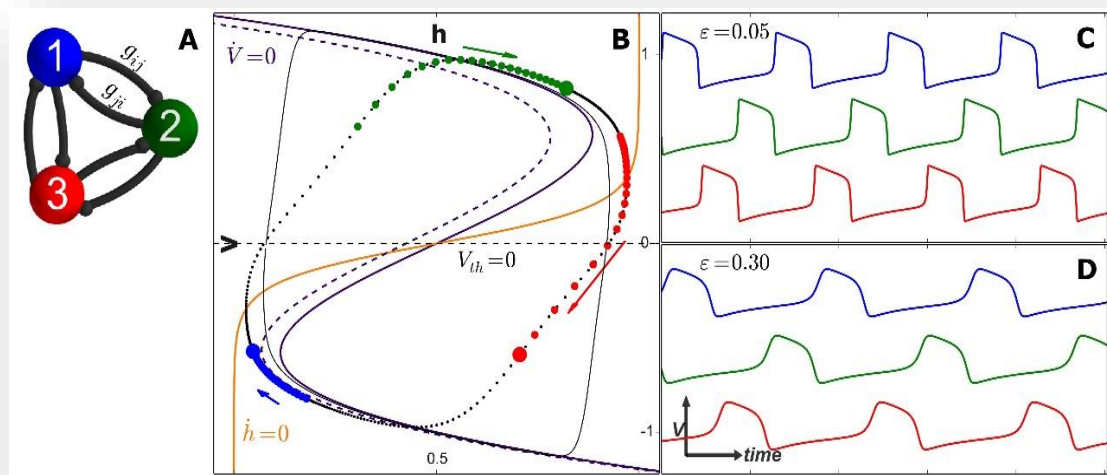 A
1
g_ij
g_ji
2
3
h
B
V̇=0
1
V
V_th=0
0
ḣ=0
0.5
-1
ε=0.05
C
ε=0.30
D
V
time